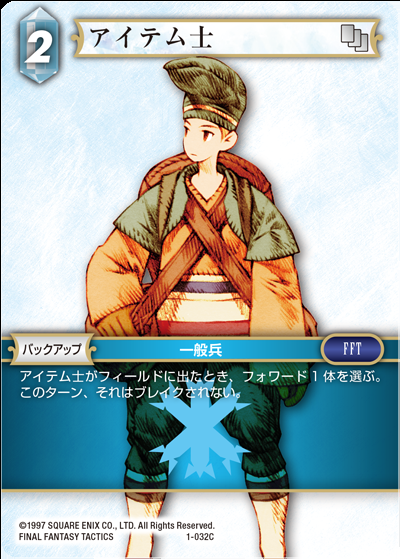 2
アイテム士
バックアップ
一般兵
FFT
アイテム士がフィールドに出たとき、フォワード1体を選ぶ。
このターン、それはブレイクされない。
©1997 SQUARE ENIX CO., LTD. All Rights Reserved.
FINAL FANTASY TACTICS
1-032C